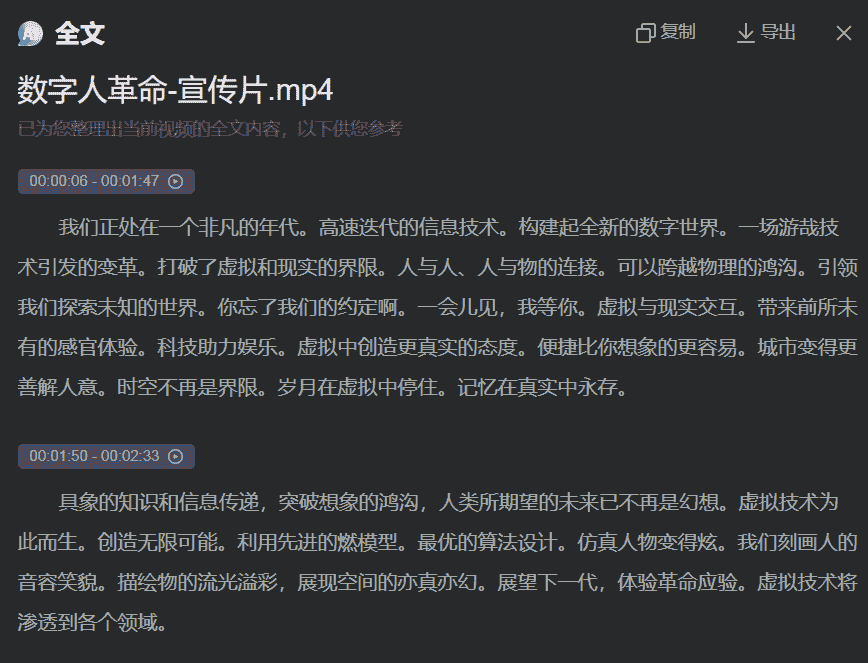 全文
复制
导出
数字人革命-宣传片.mp4
已为您整理出当前视频的全文内容，以下供您参考
00:00:06 - 00:01:47
我们正处在一个非凡的年代。高速迭代的信息技术。构建起全新的数字世界。一场游哉技
术引发的变革。打破了虚拟和现实的界限。人与人、人与物的连接。可以跨越物理的鸿沟。引领
我们探索未知的世界。你忘了我们的约定啊。一会儿见，我等你。虚拟与现实交互。带来前所未
有的感官体验。科技助力娱乐。虚拟中创造更真实的态度。便捷比你想象的更容易。城市变得更
善解人意。时空不再是界限。岁月在虚拟中停住。记忆在真实中永存。
00:01:50 - 00:02:33
具象的知识和信息传递，突破想象的鸿沟，人类所期望的未来已不再是幻想。虚拟技术为
此而生。创造无限可能。利用先进的燃模型。最优的算法设计。仿真人物变得炫。我们刻画人的
音容笑貌。描绘物的流光溢彩，展现空间的亦真亦幻。展望下一代，体验革命应验。虚拟技术将
渗透到各个领域。